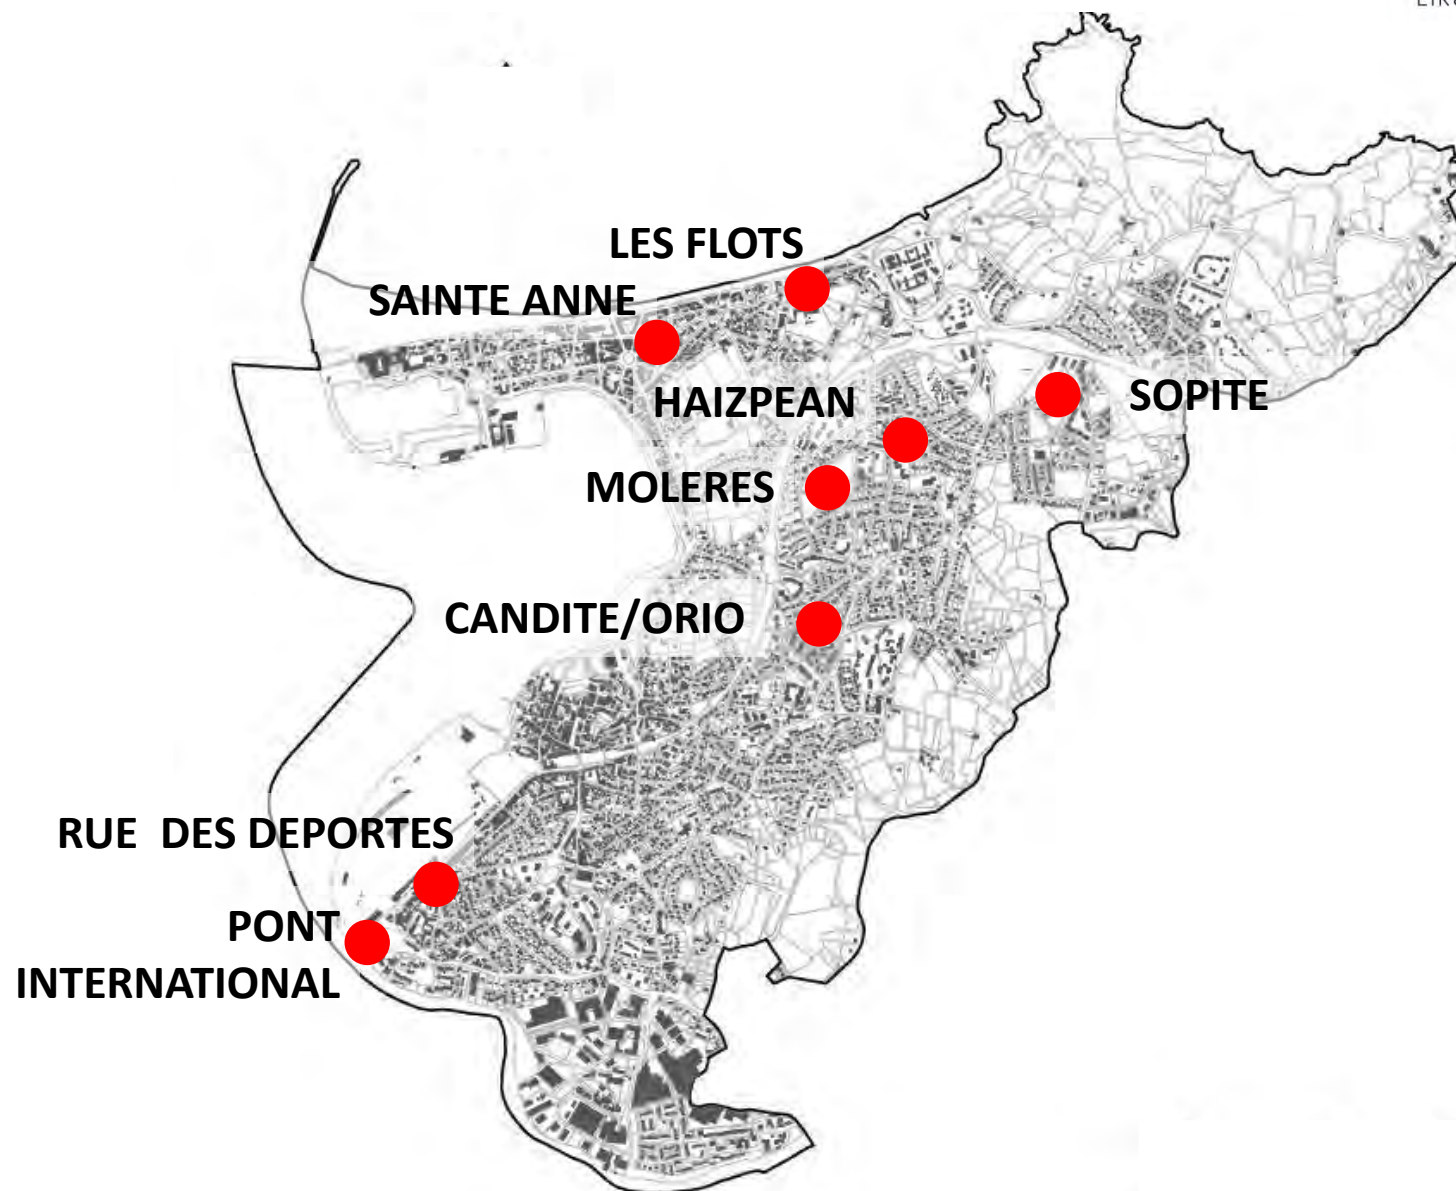 LES FLOTS
SAINTE ANNE
HAIZPEAN
SOPITE
MOLERES
CANDITE/ORIO
RUE DES DEPORTES
PONT
INTERNATIONAL